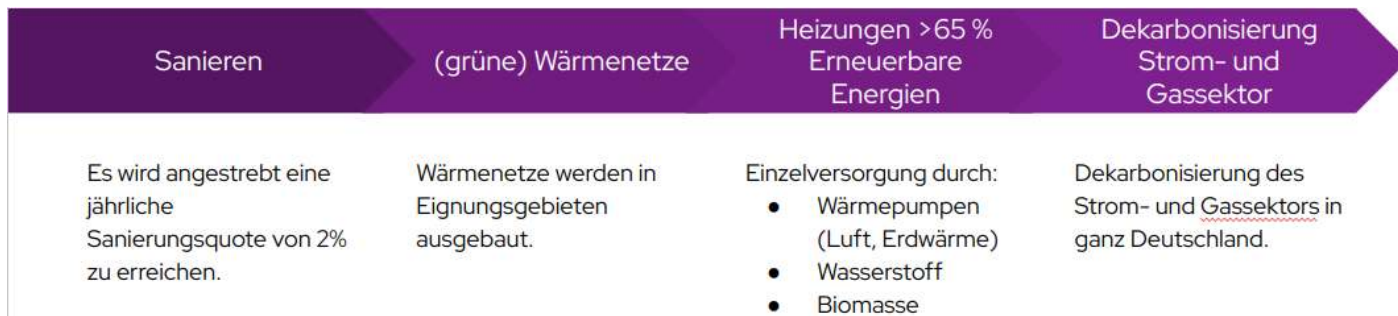 Sanieren
(grüne) Wärmenetze
Heizungen >65 %
Erneuerbare
Energien
Dekarbonisierung
Strom- und
Gassektor
Es wird angestrebt eine
jährliche
Sanierungsquote von 2%
zu erreichen.
Wärmenetze werden in
Eignungsgebieten
ausgebaut.
Einzelversorgung durch:
● Wärmepumpen
(Luft, Erdwärme)
● Wasserstoff
● Biomasse
Dekarbonisierung des
Strom- und Gassektors in
ganz Deutschland.